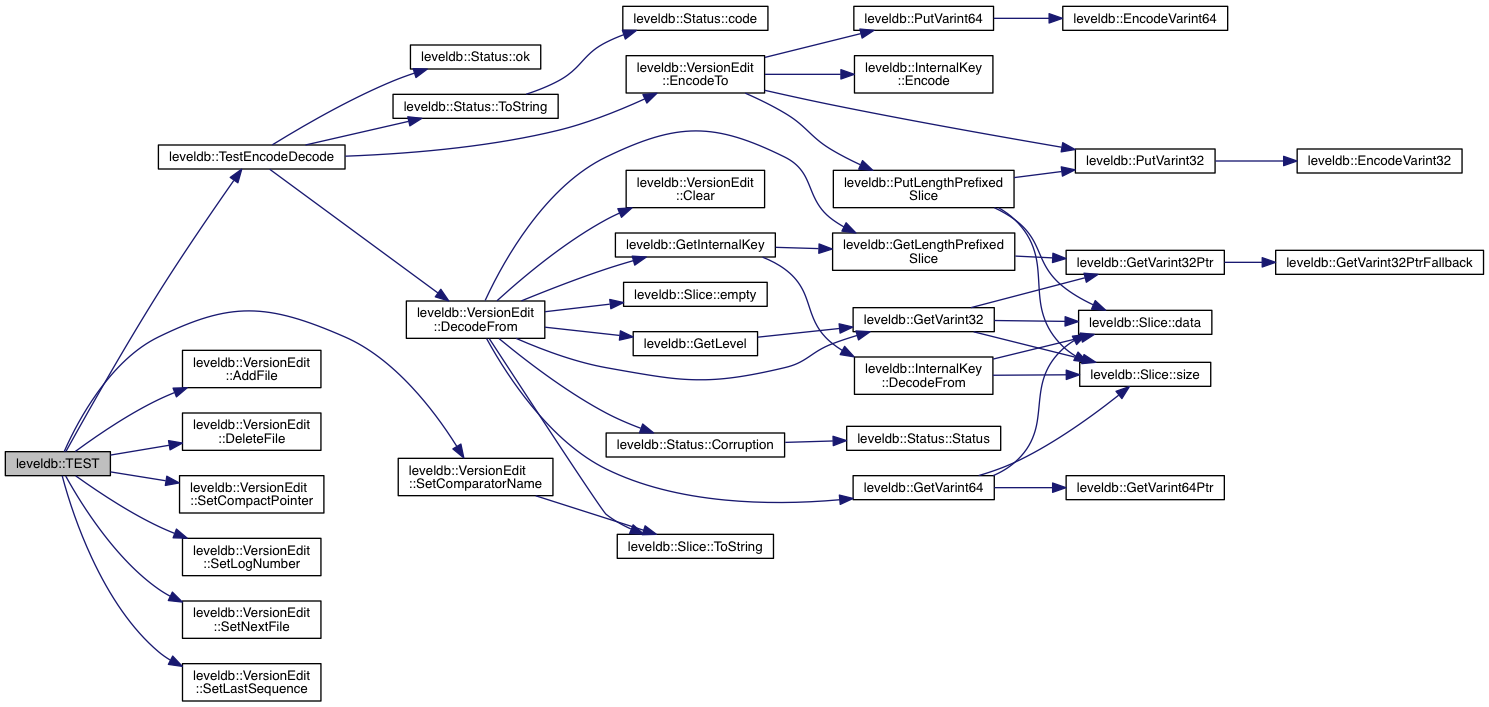 leveldb::TEST
leveldb::TestEncodeDecode
leveldb::VersionEdit
::AddFile
leveldb::VersionEdit
::DeleteFile
leveldb::VersionEdit
::SetCompactPointer
leveldb::VersionEdit
::SetLogNumber
leveldb::VersionEdit
::SetNextFile
leveldb::VersionEdit
::SetLastSequence
leveldb::Status::ok
leveldb::Status::ToString
leveldb::VersionEdit
::DecodeFrom
leveldb::VersionEdit
::SetComparatorName
leveldb::Status::code
leveldb::VersionEdit
::EncodeTo
leveldb::VersionEdit
::Clear
leveldb::GetInternalKey
leveldb::Slice::empty
leveldb::GetLevel
leveldb::Status::Corruption
leveldb::Slice::ToString
leveldb::PutVarint64
leveldb::InternalKey
::Encode
leveldb::PutLengthPrefixed
Slice
leveldb::GetLengthPrefixed
Slice
leveldb::GetVarint32
leveldb::InternalKey
::DecodeFrom
leveldb::Status::Status
leveldb::GetVarint64
leveldb::EncodeVarint64
leveldb::PutVarint32
leveldb::GetVarint32Ptr
leveldb::Slice::data
leveldb::Slice::size
leveldb::GetVarint64Ptr
leveldb::EncodeVarint32
leveldb::GetVarint32PtrFallback